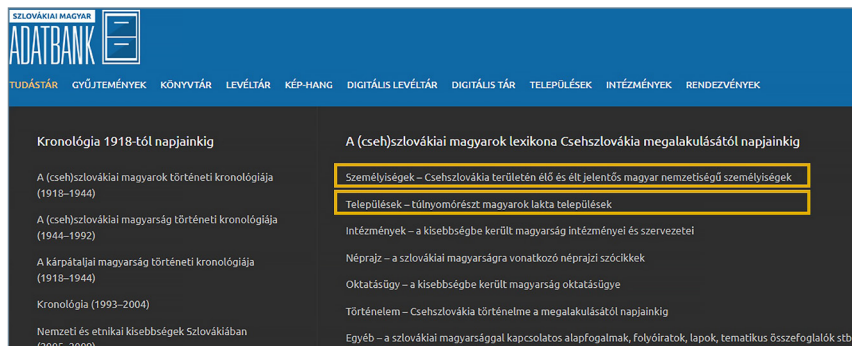 SZLOVÁKIAI MAGYAR
ADATBANK
TUDÁSTÁR GYŰJTEMÉNYEK KÖNYVTÁR LEVÉLTÁR KÉP-HANG DIGITÁLIS LEVÉLTÁR DIGITÁLIS TÁR TELEPÜLÉSEK INTÉZMÉNYEK RENDEZVÉNYEK
Kronológia 1918-tól napjainkig
A (cseh)szlovákiai magyarok történeti kronológiája
(1918–1944)
A (cseh)szlovákiai magyarság történeti kronológiája
(1944–1992)
A kárpátaljai magyarság történeti kronológiája
(1918–1944)
Kronológia (1993–2004)
Nemzeti és etnikai kisebbségek Szlovákiában
A (cseh)szlovákiai magyarok lexikona Csehszlovákia megalakulásától napjainkig
Személyiségek – Csehszlovákia területén élő és élt jelentős magyar nemzetiségű személyiségek
Települések – túlnyomórészt magyarok lakta települések
Intézmények – a kisebbségbe került magyarság intézményei és szervezetei
Néprajz – a szlovákiai magyarságra vonatkozó néprajzi szócikkek
Oktatásügy – a kisebbségbe került magyarság oktatásügye
Történelem – Csehszlovákia történelme a megalakulásától napjainkig
Egyéb – a szlovákiai magyarsággal kapcsolatos alapfogalmak, folyóiratok, lapok, tematikus összefoglalók stb